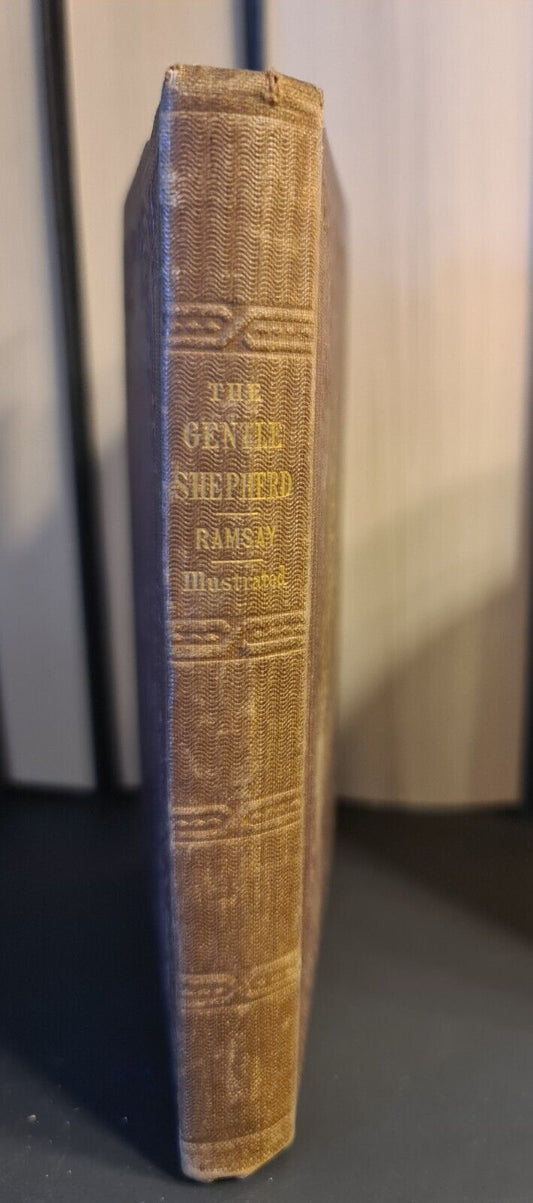 THE
GENTLE
SHEPHERD
RAMSAY
Illustrated